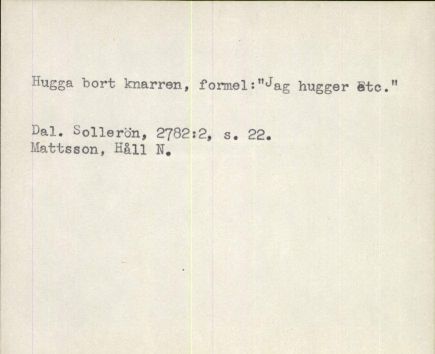 Hugga bort knarren, formel:"Jag hugger Etc."
Dal. Sollerön, 2782:2, s. 22.
Mattsson, Håll N.